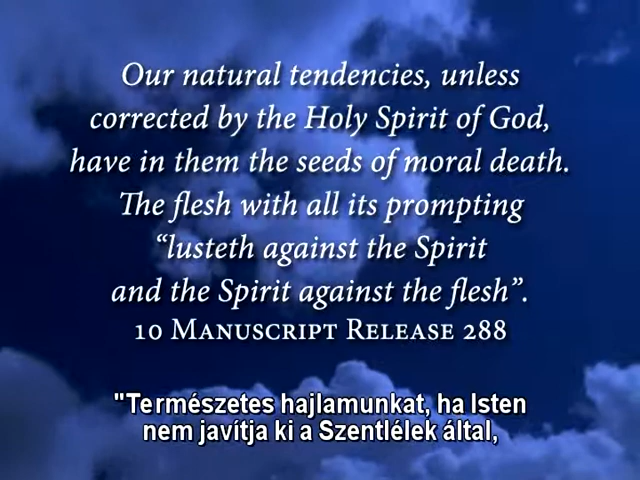 Our natural tendencies, unless
corrected by the Holy Spirit of God,
have in them the seeds of moral death.
The flesh with all its prompting
“lusteth against the Spirit
and the Spirit against the flesh”.
10 Manuscript Release 288
"Természetes hajlamunkat, ha Isten
nem javítja ki a Szentlélek által,